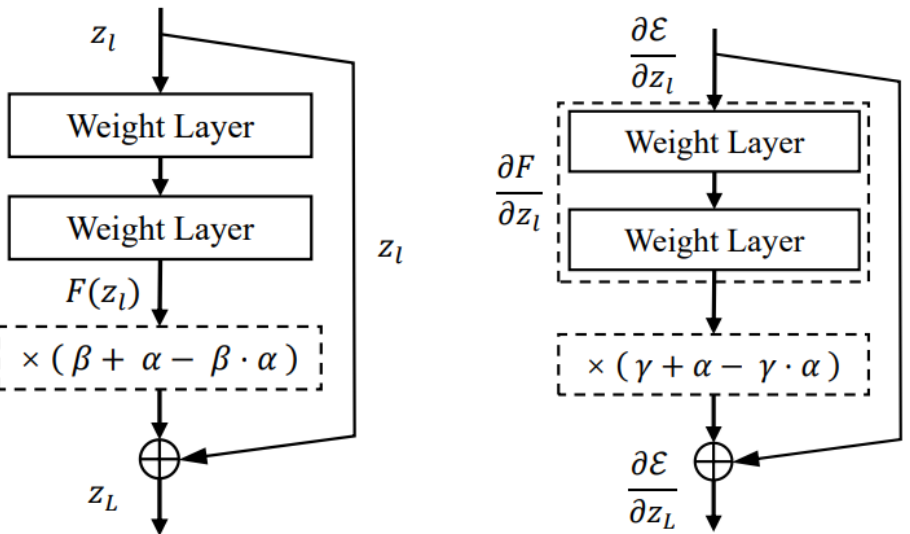 z_l
Weight Layer
Weight Layer
F(z_l)
z_l
× ( β + α − β · α )
z_L
∂ℰ
∂z_l
Weight Layer
∂F
∂z_l
Weight Layer
× ( γ + α − γ · α )
∂ℰ
∂z_L